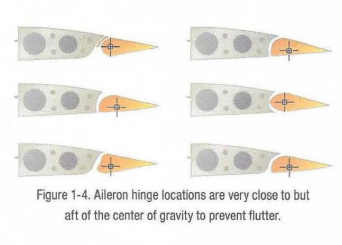 Figure 1-4. Aileron hinge locations are very close to but
aft of the center of gravity to prevent flutter.